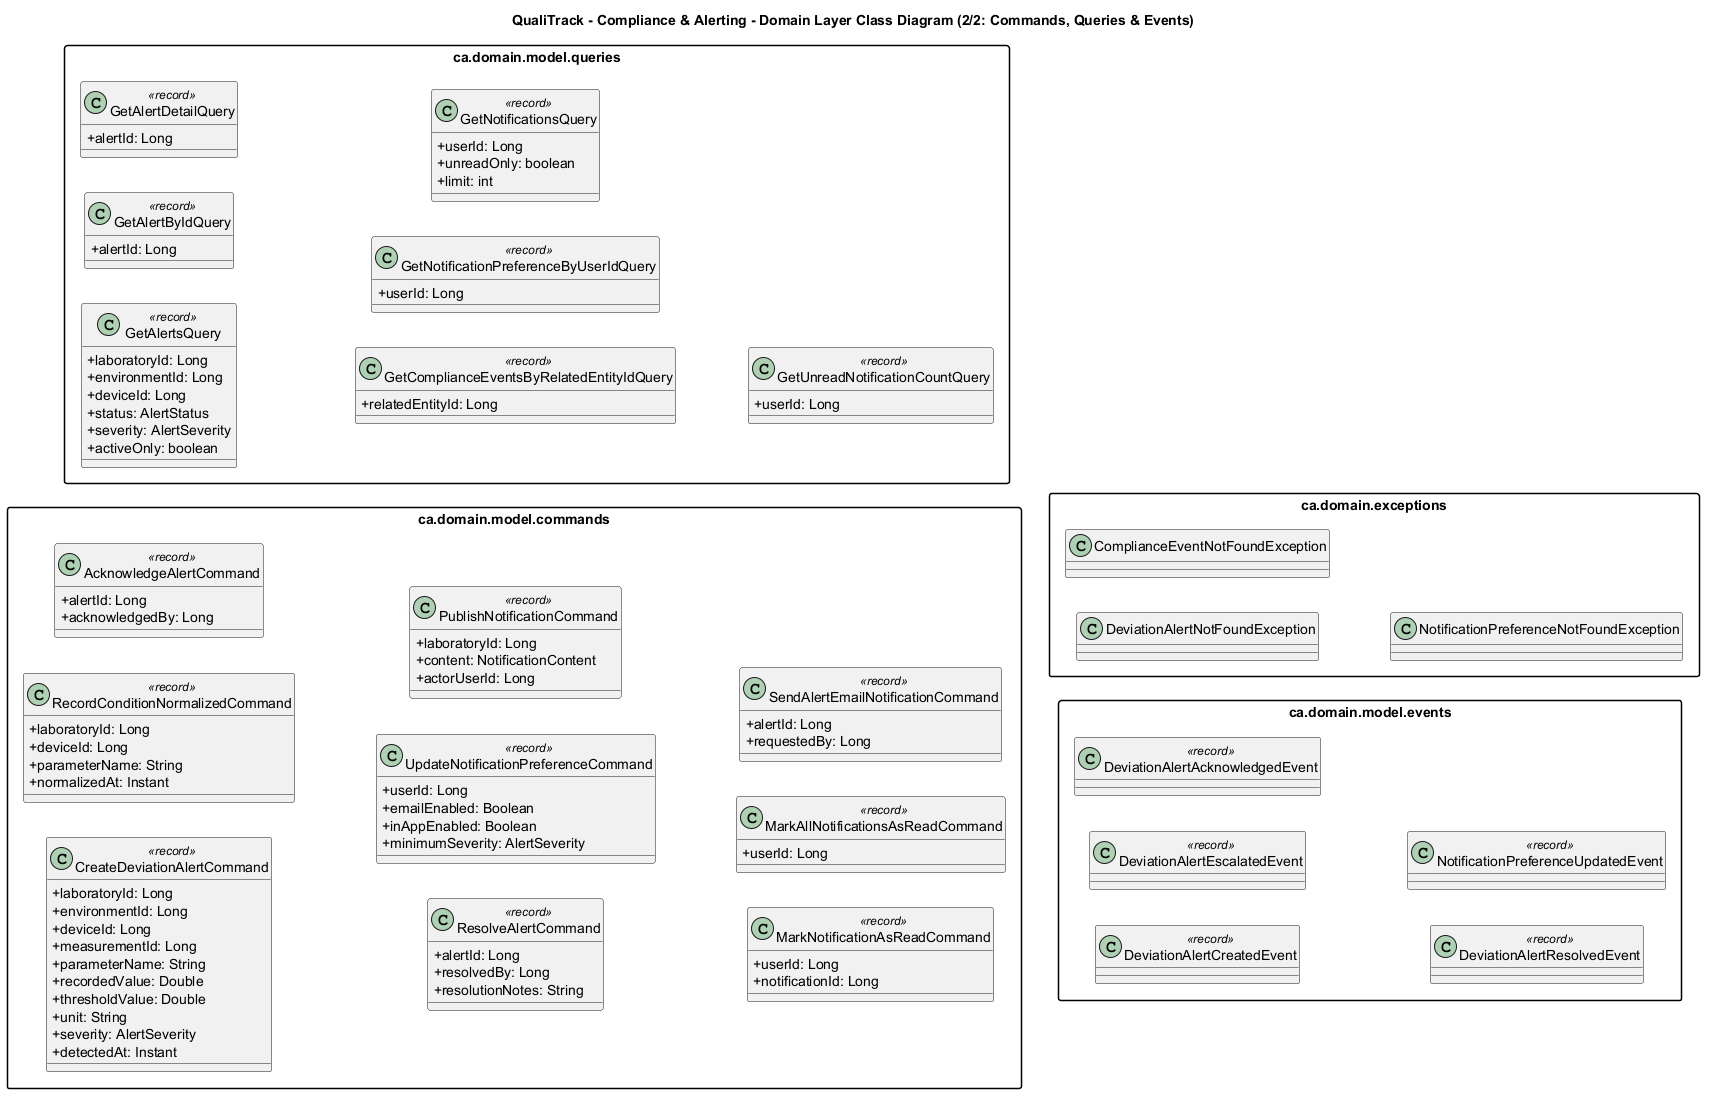 QualiTrack - Compliance & Alerting - Domain Layer Class Diagram (2/2: Commands, Queries & Events)
ca.domain.model.queries
C
«record»
GetAlertDetailQuery
+alertId: Long
C
«record»
GetAlertByIdQuery
+alertId: Long
C
«record»
GetAlertsQuery
+laboratoryId: Long
+environmentId: Long
+deviceId: Long
+status: AlertStatus
+severity: AlertSeverity
+activeOnly: boolean
C
«record»
GetNotificationsQuery
+userId: Long
+unreadOnly: boolean
+limit: int
C
«record»
GetNotificationPreferenceByUserIdQuery
+userId: Long
C
«record»
GetComplianceEventsByRelatedEntityIdQuery
+relatedEntityId: Long
C
«record»
GetUnreadNotificationCountQuery
+userId: Long
ca.domain.model.commands
C
«record»
AcknowledgeAlertCommand
+alertId: Long
+acknowledgedBy: Long
C
«record»
RecordConditionNormalizedCommand
+laboratoryId: Long
+deviceId: Long
+parameterName: String
+normalizedAt: Instant
C
«record»
CreateDeviationAlertCommand
+laboratoryId: Long
+environmentId: Long
+deviceId: Long
+measurementId: Long
+parameterName: String
+recordedValue: Double
+thresholdValue: Double
+unit: String
+severity: AlertSeverity
+detectedAt: Instant
C
«record»
PublishNotificationCommand
+laboratoryId: Long
+content: NotificationContent
+actorUserId: Long
C
«record»
UpdateNotificationPreferenceCommand
+userId: Long
+emailEnabled: Boolean
+inAppEnabled: Boolean
+minimumSeverity: AlertSeverity
C
«record»
ResolveAlertCommand
+alertId: Long
+resolvedBy: Long
+resolutionNotes: String
C
«record»
SendAlertEmailNotificationCommand
+alertId: Long
+requestedBy: Long
C
«record»
MarkAllNotificationsAsReadCommand
+userId: Long
C
«record»
MarkNotificationAsReadCommand
+userId: Long
+notificationId: Long
ca.domain.exceptions
C
ComplianceEventNotFoundException
C
DeviationAlertNotFoundException
C
NotificationPreferenceNotFoundException
ca.domain.model.events
C
«record»
DeviationAlertAcknowledgedEvent
C
«record»
DeviationAlertEscalatedEvent
C
«record»
NotificationPreferenceUpdatedEvent
C
«record»
DeviationAlertCreatedEvent
C
«record»
DeviationAlertResolvedEvent